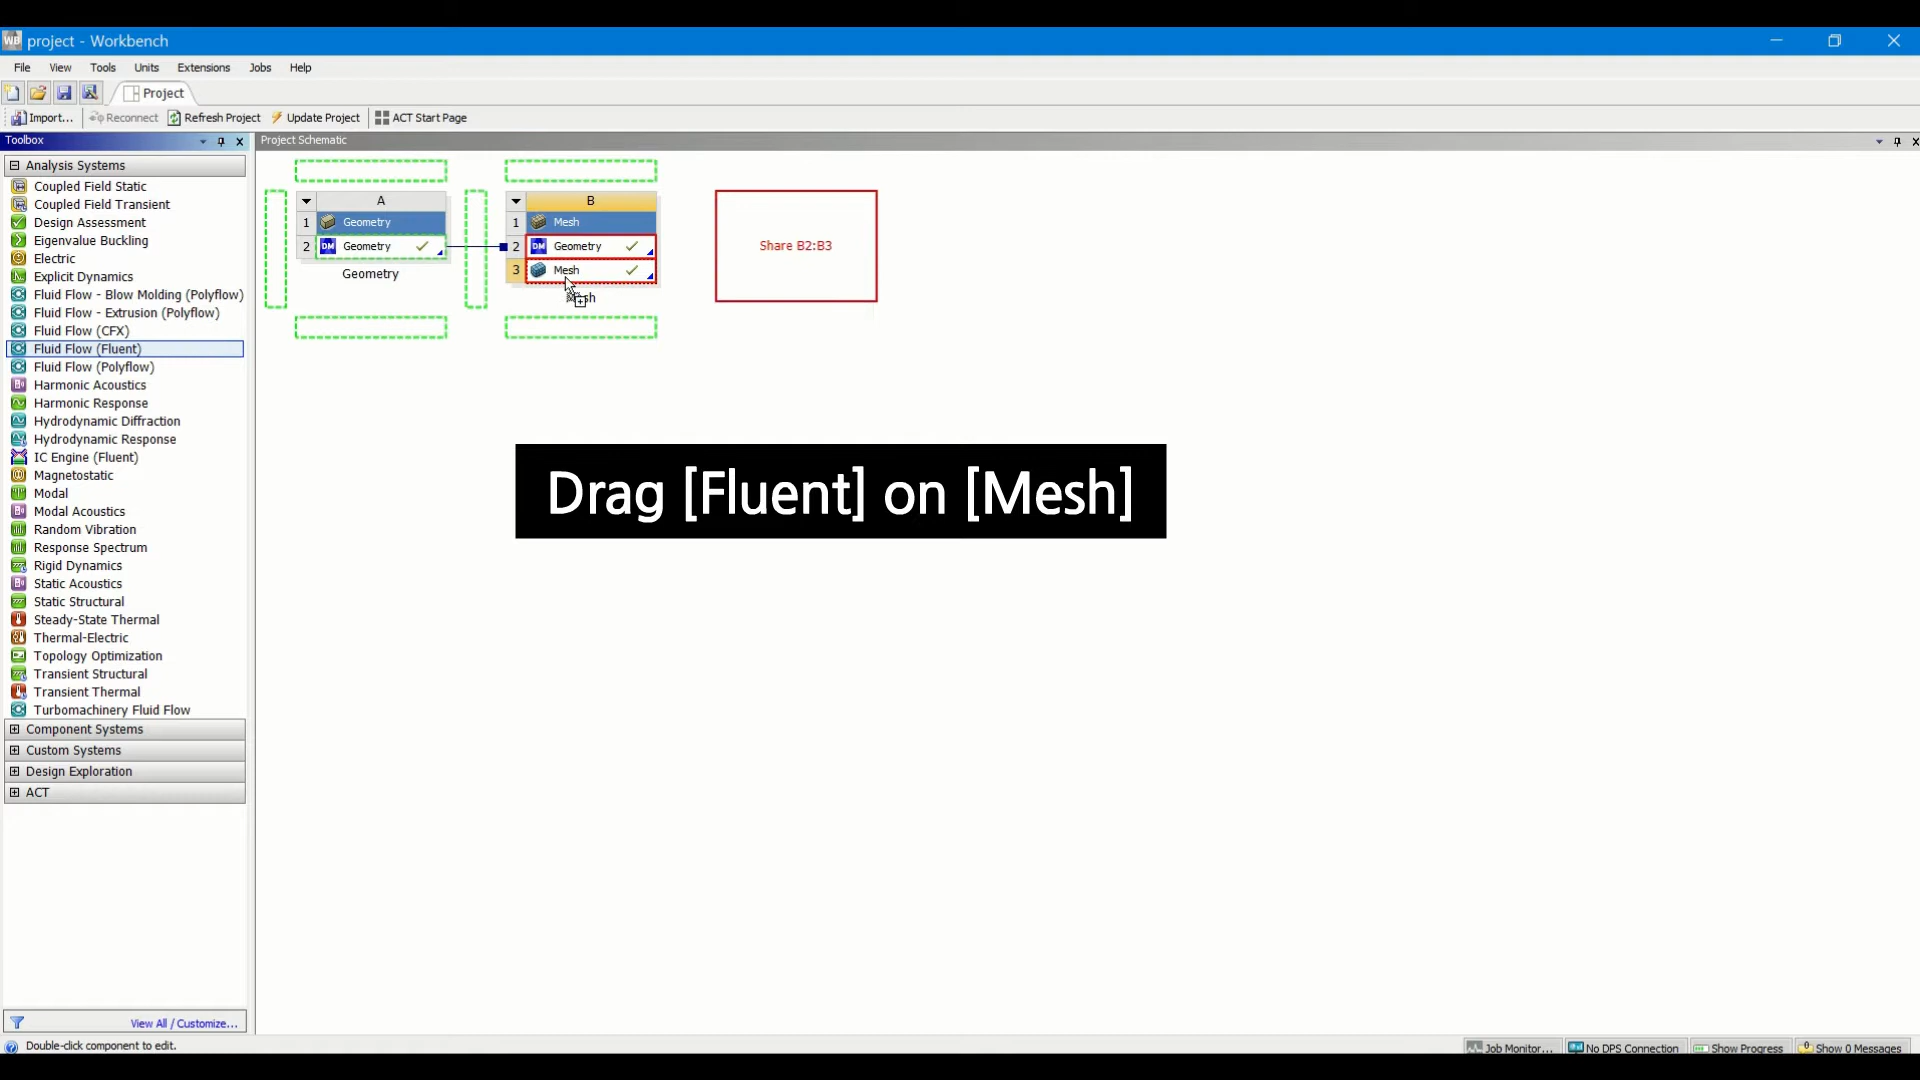 project - Workbench
File View Tools Units Extensions Jobs Help
Project
Import... Reconnect Refresh Project Update Project ACT Start Page
Toolbox
Project Schematic
Analysis Systems
Coupled Field Static
Coupled Field Transient
Design Assessment
Eigenvalue Buckling
Electric
Explicit Dynamics
Fluid Flow - Blow Molding (Polyflow)
Fluid Flow - Extrusion (Polyflow)
Fluid Flow (CFX)
Fluid Flow (Fluent)
Fluid Flow (Polyflow)
Harmonic Acoustics
Harmonic Response
Hydrodynamic Diffraction
Hydrodynamic Response
IC Engine (Fluent)
Magnetostatic
Modal
Modal Acoustics
Random Vibration
Response Spectrum
Rigid Dynamics
Static Acoustics
Static Structural
Steady-State Thermal
Thermal-Electric
Topology Optimization
Transient Structural
Transient Thermal
Turbomachinery Fluid Flow
Component Systems
Custom Systems
Design Exploration
ACT
View All / Customize...
A
1 Geometry
2 DM Geometry
Geometry
B
1 Mesh
2 DM Geometry
3 Mesh
Mesh
Share B2:B3
Drag [Fluent] on [Mesh]
Double-click component to edit.
Job Monitor... No DPS Connection Show Progress Show 0 Messages